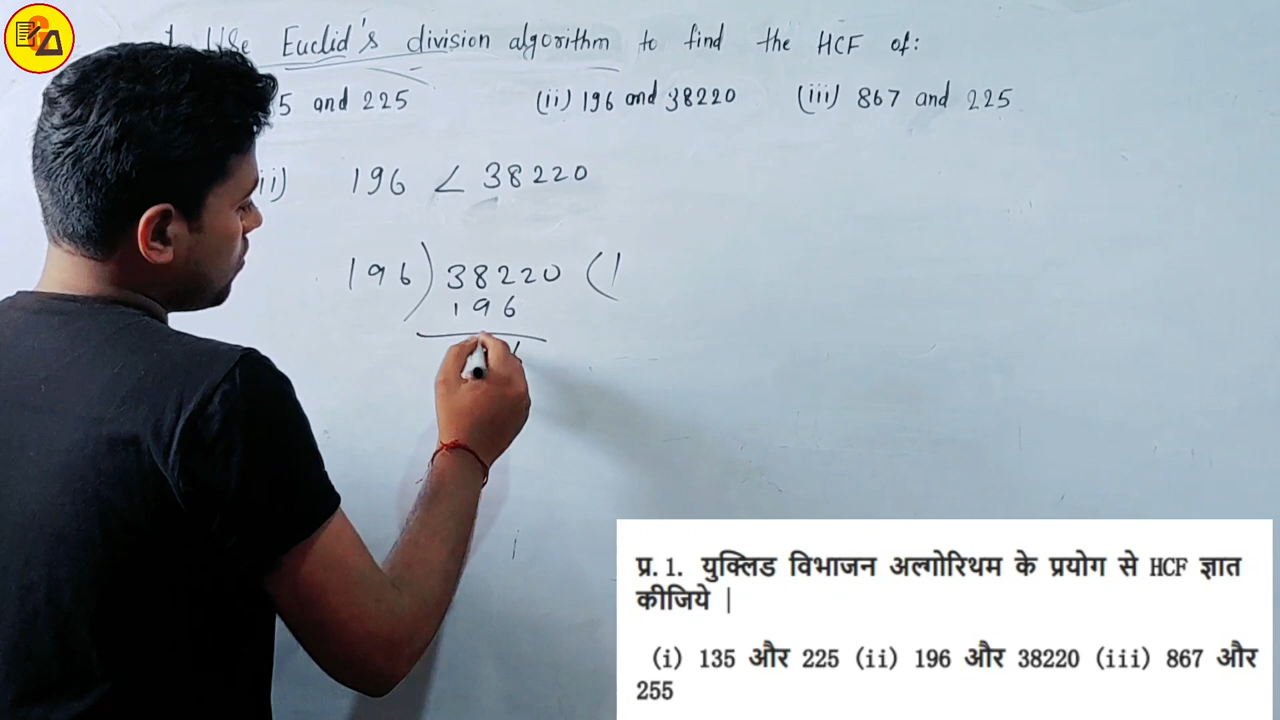 Use Euclid's division algorithm to find the HCF of:
5 and 225 (ii) 196 and 38220 (iii) 867 and 225
ii) 196 < 38220
196 ) 38220 ( 1
196
प्र. 1. युक्लिड विभाजन अल्गोरिथम के प्रयोग से HCF ज्ञात
कीजिये |
(i) 135 और 225 (ii) 196 और 38220 (iii) 867 और
255